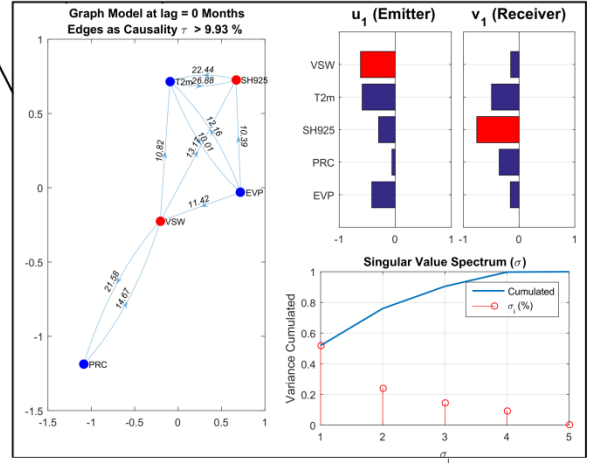 Graph Model at lag = 0 Months
Edges as Causality τ > 9.93 %
1
0.5
0
-0.5
-1
-1.5
-1.5
-1
-0.5
0
0.5
1
22.44
T2m
26.88
SH925
12.16
10.82
13.17
10.01
10.39
EVP
11.42
VSW
21.58
14.67
PRC
u1 (Emitter)
v1 (Receiver)
VSW
T2m
SH925
PRC
EVP
-1
0
1
-1
0
1
Singular Value Spectrum (σ)
Variance Cumulated
1
0.8
0.6
0.4
0.2
0
Cumulated
σi (%)
1
2
3
4
5
σ